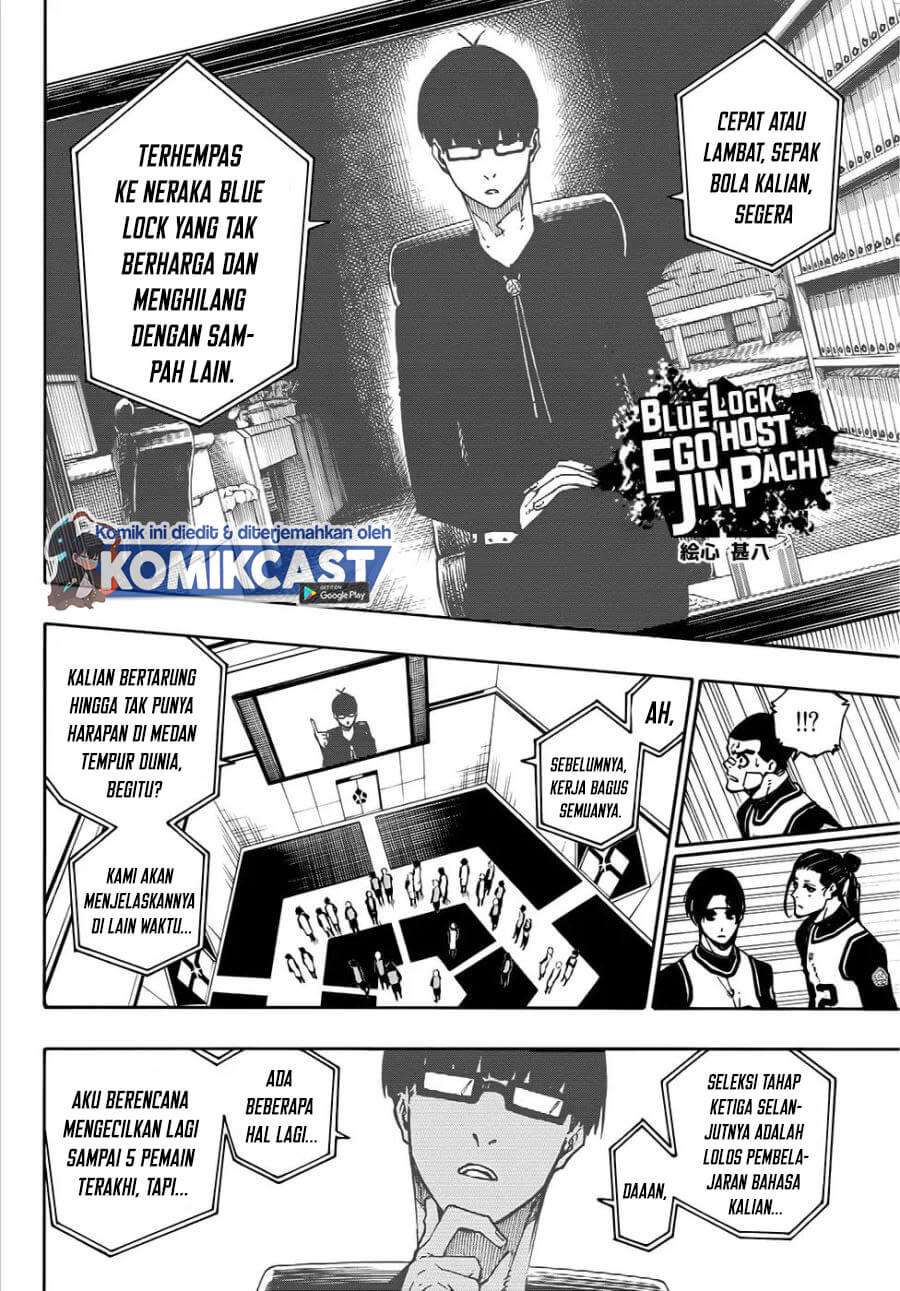 CEPAT ATAU
LAMBAT, SEPAK
BOLA KALIAN,
SEGERA
TERHEMPAS
KE NERAKA BLUE
LOCK YANG TAK
BERHARGA DAN
MENGHILANG
DENGAN SAM-
PAH LAIN.
BLUE LOCK
EGO HOST
JINPACHI
絵心 甚八
Komik ini diedit & diterjemahkan oleh
KOMIKCAST
GET IT ON
Google Play
!!?
AH,
SEBELUMNYA,
KERJA BAGUS
SEMUANYA.
KALIAN BERTARUNG
HINGGA TAK PUNYA
HARAPAN DI MEDAN
TEMPUR DUNIA,
BEGITU?
KAMI AKAN
MENJELASKANNYA
DI LAIN WAKTU...
SELEKSI TAHAP
KETIGA SELAN-
JUTNYA ADALAH
LOLOS PEMBELA-
JARAN BAHASA
KALIAN...
DAAAN,
ADA
BEBERAPA
HAL LAGI...
AKU BERENCANA
MENGECILKAN LAGI
SAMPAI 5 PEMAIN
TERAKHI, TAPI...